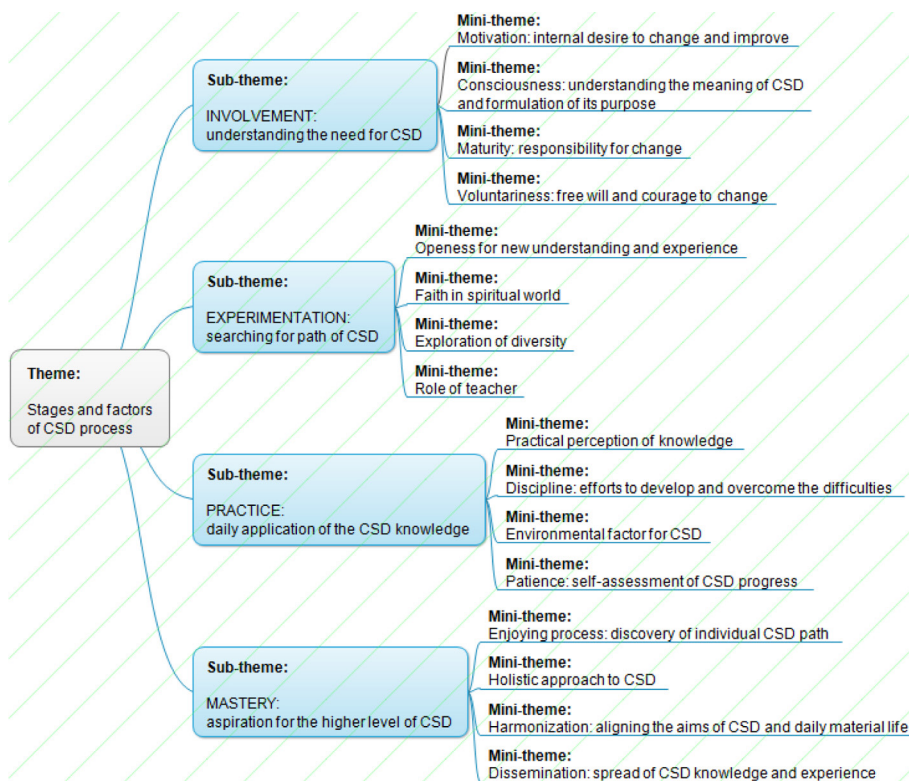 Theme:
Stages and factors
of CSD process
Sub-theme:
INVOLVEMENT:
understanding the need for CSD
Mini-theme:
Motivation: internal desire to change and improve
Mini-theme:
Consciousness: understanding the meaning of CSD
and formulation of its purpose
Mini-theme:
Maturity: responsibility for change
Mini-theme:
Voluntariness: free will and courage to change
Sub-theme:
EXPERIMENTATION:
searching for path of CSD
Mini-theme:
Openess for new understanding and experience
Mini-theme:
Faith in spiritual world
Mini-theme:
Exploration of diversity
Mini-theme:
Role of teacher
Sub-theme:
PRACTICE:
daily application of the CSD knowledge
Mini-theme:
Practical perception of knowledge
Mini-theme:
Discipline: efforts to develop and overcome the difficulties
Mini-theme:
Environmental factor for CSD
Mini-theme:
Patience: self-assessment of CSD progress
Sub-theme:
MASTERY:
aspiration for the higher level of CSD
Mini-theme:
Enjoying process: discovery of individual CSD path
Mini-theme:
Holistic approach to CSD
Mini-theme:
Harmonization: aligning the aims of CSD and daily material life
Mini-theme:
Dissemination: spread of CSD knowledge and experience